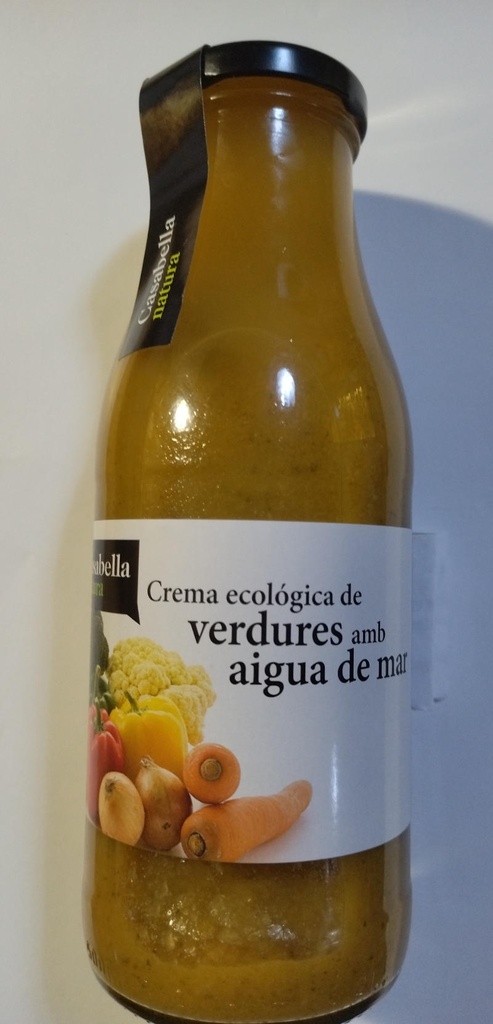 Casabella
natura
Crema ecológica de
verdures amb
aigua de mar